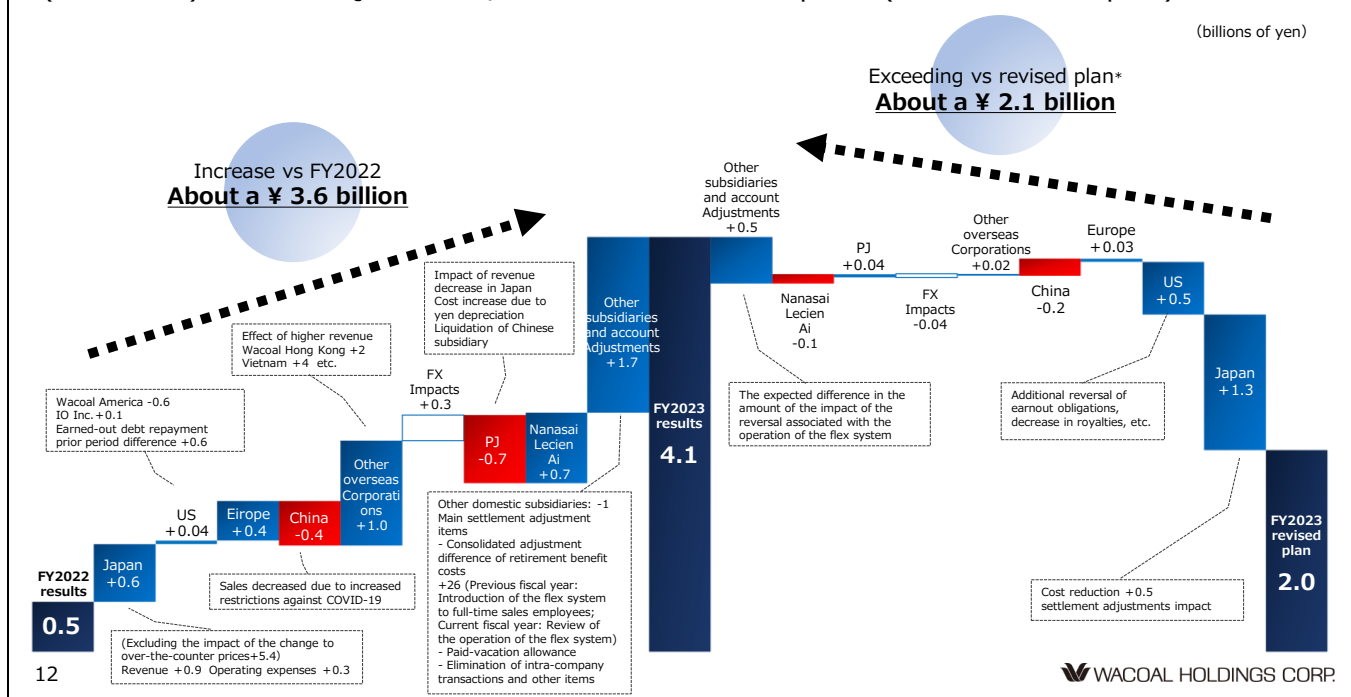 (billions of yen)
Exceeding vs revised plan*
About a ¥ 2.1 billion
Increase vs FY2022
About a ¥ 3.6 billion
FY2022
results
0.5
Japan
+0.6
(Excluding the impact of the change to
over-the-counter prices+5.4)
Revenue +0.9 Operating expenses +0.3
US
+0.04
Wacoal America -0.6
IO Inc.+0.1
Earned-out debt repayment
prior period difference +0.6
Eirope
+0.4
China
-0.4
Sales decreased due to increased
restrictions against COVID-19
Other
overseas
Corporati
ons
+1.0
Effect of higher revenue
Wacoal Hong Kong +2
Vietnam +4 etc.
FX
Impacts
+0.3
PJ
-0.7
Impact of revenue
decrease in Japan
Cost increase due to
yen depreciation
Liquidation of Chinese
subsidiary
Nanasai
Lecien
Ai
+0.7
Other
subsidiaries
and account
Adjustments
+1.7
Other domestic subsidiaries: -1
Main settlement adjustment
items
- Consolidated adjustment
difference of retirement benefit
costs
+26 (Previous fiscal year:
Introduction of the flex system
to full-time sales employees;
Current fiscal year: Review of
the operation of the flex system)
- Paid-vacation allowance
- Elimination of intra-company
transactions and other items
FY2023
results
4.1
Other
subsidiaries
and account
Adjustments
+0.5
The expected difference in the
amount of the impact of the
reversal associated with the
operation of the flex system
Nanasai
Lecien
Ai
-0.1
PJ
+0.04
FX
Impacts
-0.04
Other
overseas
Corporations
+0.02
China
-0.2
Europe
+0.03
US
+0.5
Additional reversal of
earnout obligations,
decrease in royalties, etc.
Japan
+1.3
Cost reduction +0.5
settlement adjustments impact
FY2023
revised
plan
2.0
12
WACOAL HOLDINGS CORP.